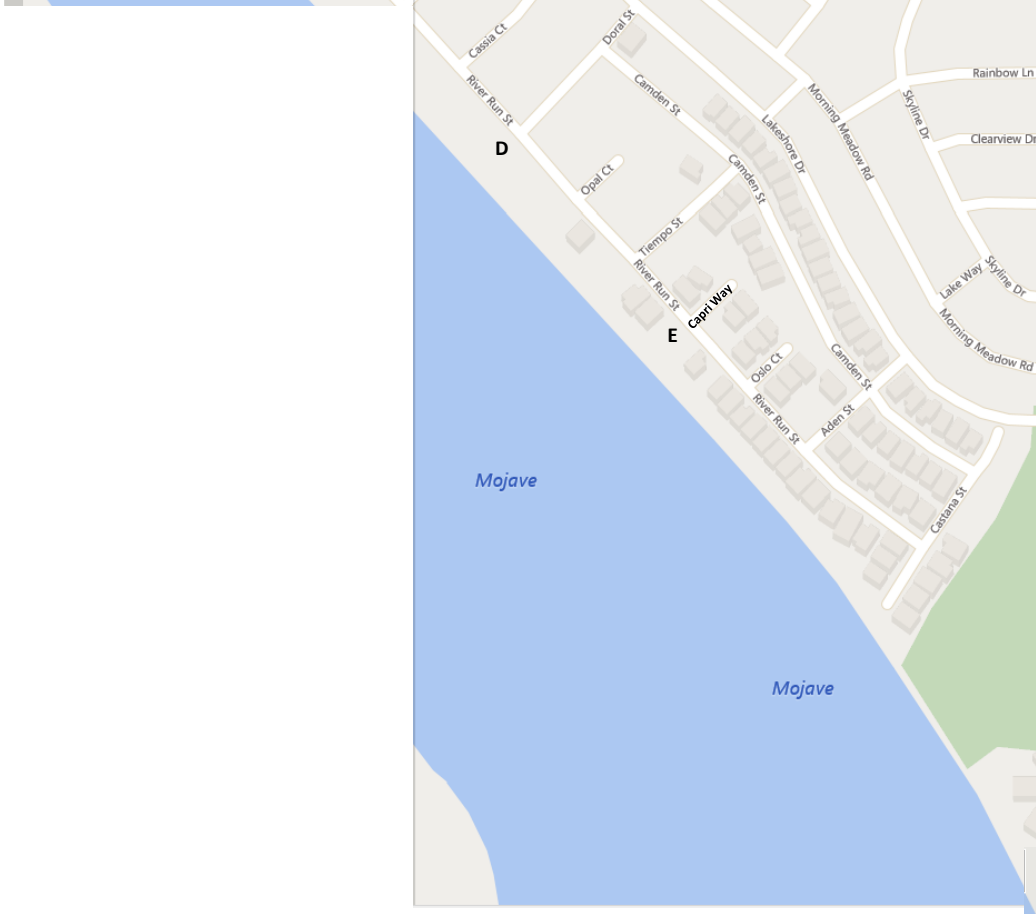 Doral St
Cassia Ct
Rainbow Ln
River Run St
Camden St
Morning Meadow Rd
Skyline Dr
Lakeshore Dr
Clearview Dr
D
Opal Ct
Camden St
Tiempo St
River Run St
Lake Way
Skyline Dr
Capri Way
E
Morning Meadow Rd
Oslo Ct
Camden St
River Run St
Aden St
Mojave
Castana St
Mojave